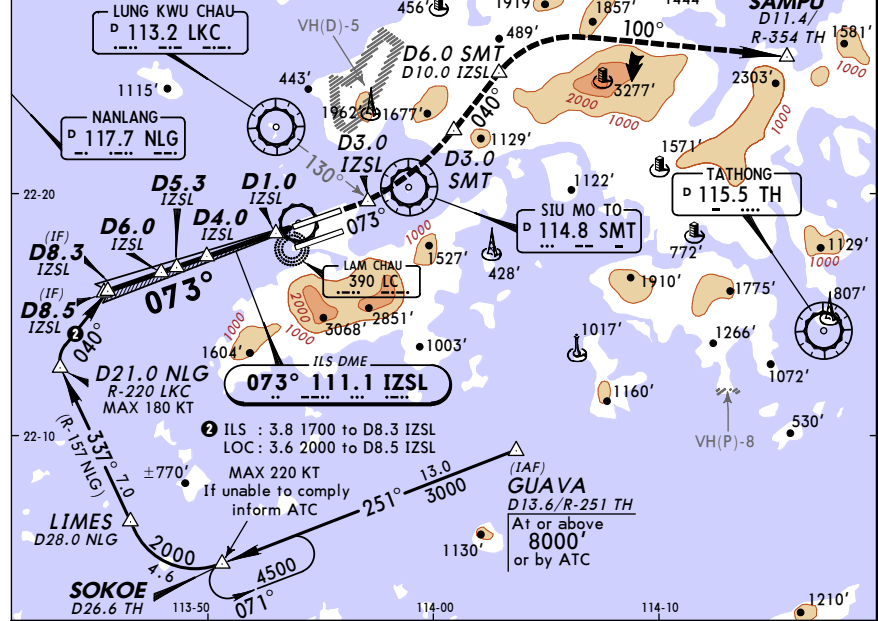 LUNG KWU CHAU
D 113.2 LKC
456'
1919'
1857'
1444'
SAMPU
D11.4/
R-354 TH
VH(D)-5
489'
100°
1581'
1000
D6.0 SMT
D10.0 IZSL
1115'
443'
3277'
2000
1000
2303'
1000
NANLANG
D 117.7 NLG
1962'
1677'
040°
1129'
1571'
130°
D3.0
IZSL
D3.0
SMT
TATHONG
D 115.5 TH
22-20
D5.3
IZSL
D1.0
IZSL
1122'
D6.0
IZSL
D4.0
IZSL
073°
SIU MO TO
D 114.8 SMT
(IF)
D8.3
IZSL
1000
1527'
428'
772'
1129'
1000
LAM CHAU
390 LC
(IF)
D8.5
IZSL
073°
2000
1000
3068'
2851'
1000
1910'
1775'
807'
2
040°
1604'
1003'
1017'
1266'
1072'
D21.0 NLG
R-220 LKC
MAX 180 KT
ILS DME
073° 111.1 IZSL
1160'
530'
VH(P)-8
22-10
2 ILS : 3.8 1700 to D8.3 IZSL
LOC : 3.6 2000 to D8.5 IZSL
337° 7.0
(R-157 NLG)
±770'
MAX 220 KT
If unable to comply
inform ATC
251°
13.0
3000
(IAF)
GUAVA
D13.6/R-251 TH
At or above
8000'
or by ATC
LIMES
D28.0 NLG
2000
4.6
1130'
SOKOE
D26.6 TH
4500
071°
113-50
114-00
114-10
1210'